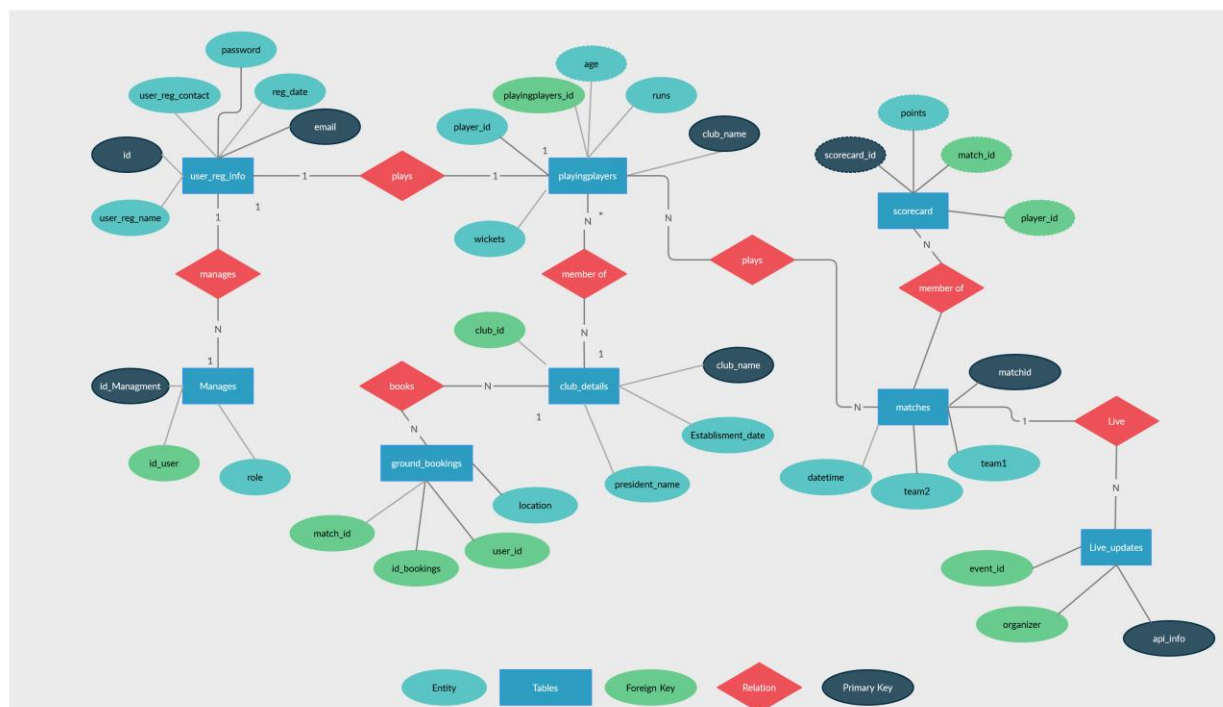 password
user_reg_contact
reg_date
id
email
user_reg_info
user_reg_name
1
1
1
plays
1
manages
N
1
id_Managment
Manages
id_user
role
age
playingplayers_id
runs
player_id
club_name
1
playingplayers
wickets
N
*
member of
N
1
club_id
club_name
club_details
Establisment_date
president_name
1
N
books
N
ground_bookings
location
match_id
id_bookings
user_id
N
plays
N
points
scorecard_id
match_id
scorecard
player_id
N
member of
matchid
matches
datetime
team2
team1
1
Live
N
Live_updates
event_id
organizer
api_info
Entity
Tables
Foreign Key
Relation
Primary Key